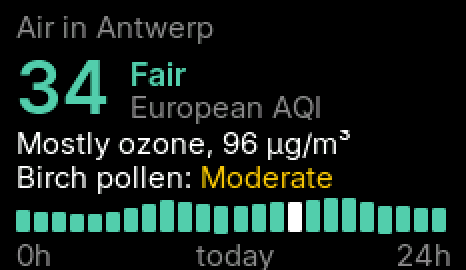 Air in Antwerp
34 Fair
European AQI
Mostly ozone, 96 µg/m³
Birch pollen: Moderate
0h today 24h